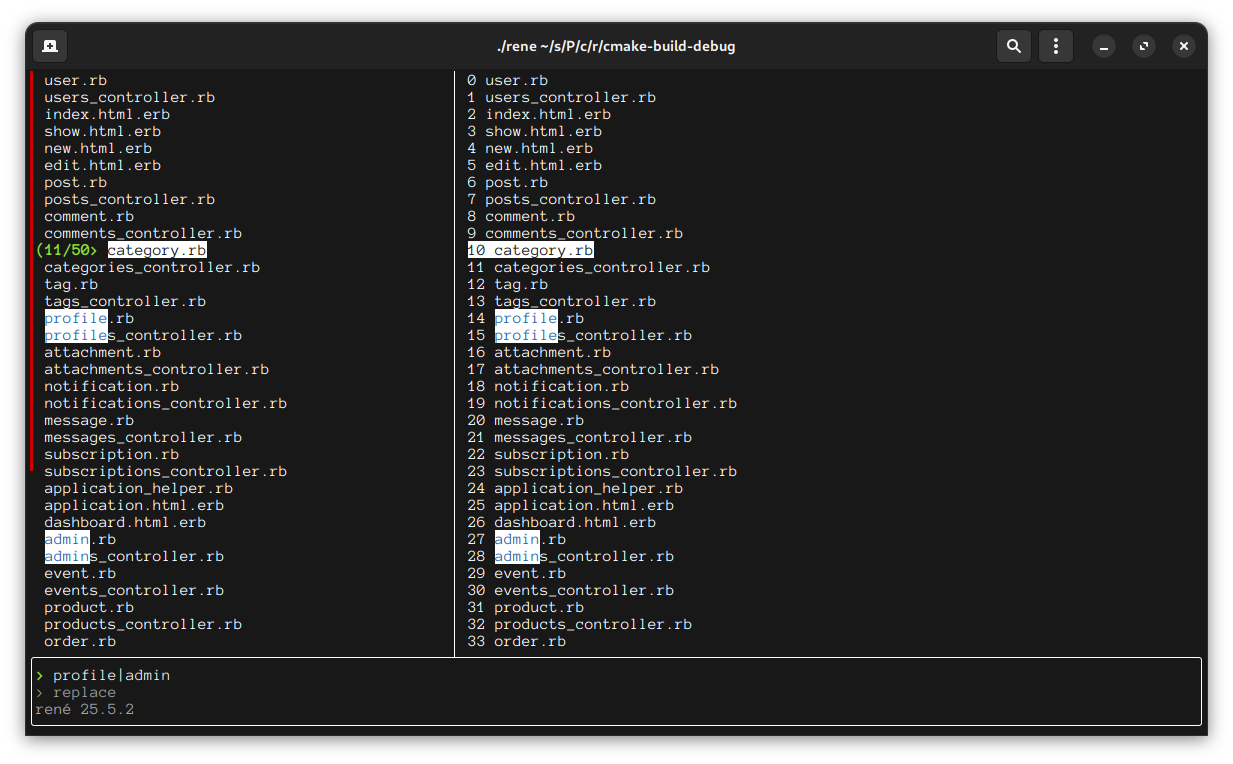 ./rene ~/s/P/c/r/cmake-build-debug
user.rb
users_controller.rb
index.html.erb
show.html.erb
new.html.erb
edit.html.erb
post.rb
posts_controller.rb
comment.rb
comments_controller.rb
(11/50> category.rb
categories_controller.rb
tag.rb
tags_controller.rb
profile.rb
profiles_controller.rb
attachment.rb
attachments_controller.rb
notification.rb
notifications_controller.rb
message.rb
messages_controller.rb
subscription.rb
subscriptions_controller.rb
application_helper.rb
application.html.erb
dashboard.html.erb
admin.rb
admins_controller.rb
event.rb
events_controller.rb
product.rb
products_controller.rb
order.rb
0 user.rb
1 users_controller.rb
2 index.html.erb
3 show.html.erb
4 new.html.erb
5 edit.html.erb
6 post.rb
7 posts_controller.rb
8 comment.rb
9 comments_controller.rb
10 category.rb
11 categories_controller.rb
12 tag.rb
13 tags_controller.rb
14 profile.rb
15 profiles_controller.rb
16 attachment.rb
17 attachments_controller.rb
18 notification.rb
19 notifications_controller.rb
20 message.rb
21 messages_controller.rb
22 subscription.rb
23 subscriptions_controller.rb
24 application_helper.rb
25 application.html.erb
26 dashboard.html.erb
27 admin.rb
28 admins_controller.rb
29 event.rb
30 events_controller.rb
31 product.rb
32 products_controller.rb
33 order.rb
> profile|admin
> replace
rené 25.5.2